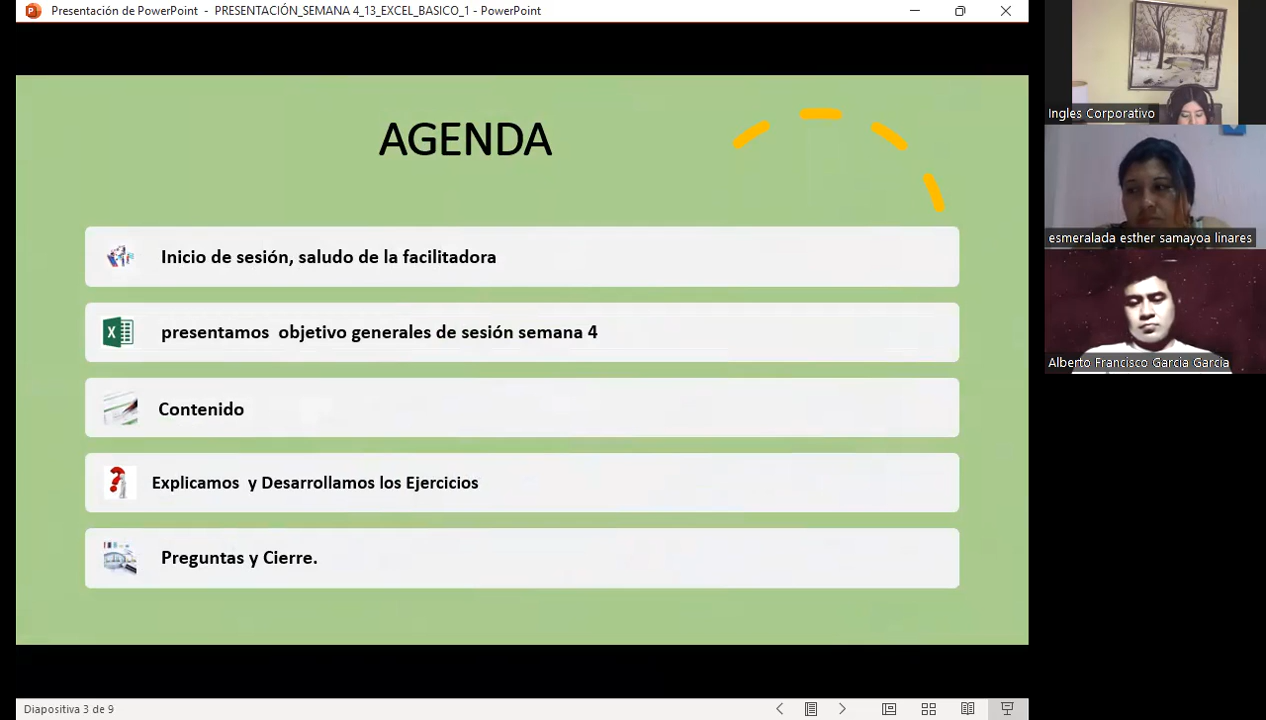 Presentación de PowerPoint - PRESENTACIÓN_SEMANA 4_13_EXCEL_BASICO_1 - PowerPoint
AGENDA
Inicio de sesión, saludo de la facilitadora
presentamos objetivo generales de sesión semana 4
Contenido
Explicamos y Desarrollamos los Ejercicios
Preguntas y Cierre.
Diapositiva 3 de 9
Ingles Corporativo
esmeralada esther samayoa linares
Alberto Francisco Garcia Garcia